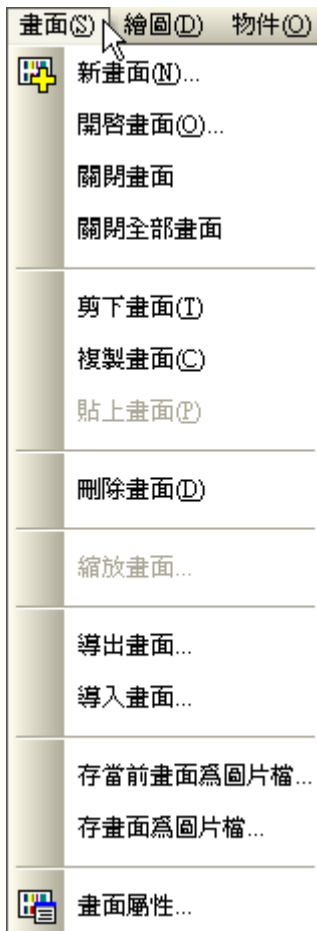 畫面(S) 繪圖(D) 物件(O)
新畫面(N)...
開啓畫面(O)...
關閉畫面
關閉全部畫面
剪下畫面(T)
複製畫面(C)
貼上畫面(P)
刪除畫面(D)
縮放畫面...
導出畫面...
導入畫面...
存當前畫面爲圖片檔...
存畫面爲圖片檔...
畫面屬性...